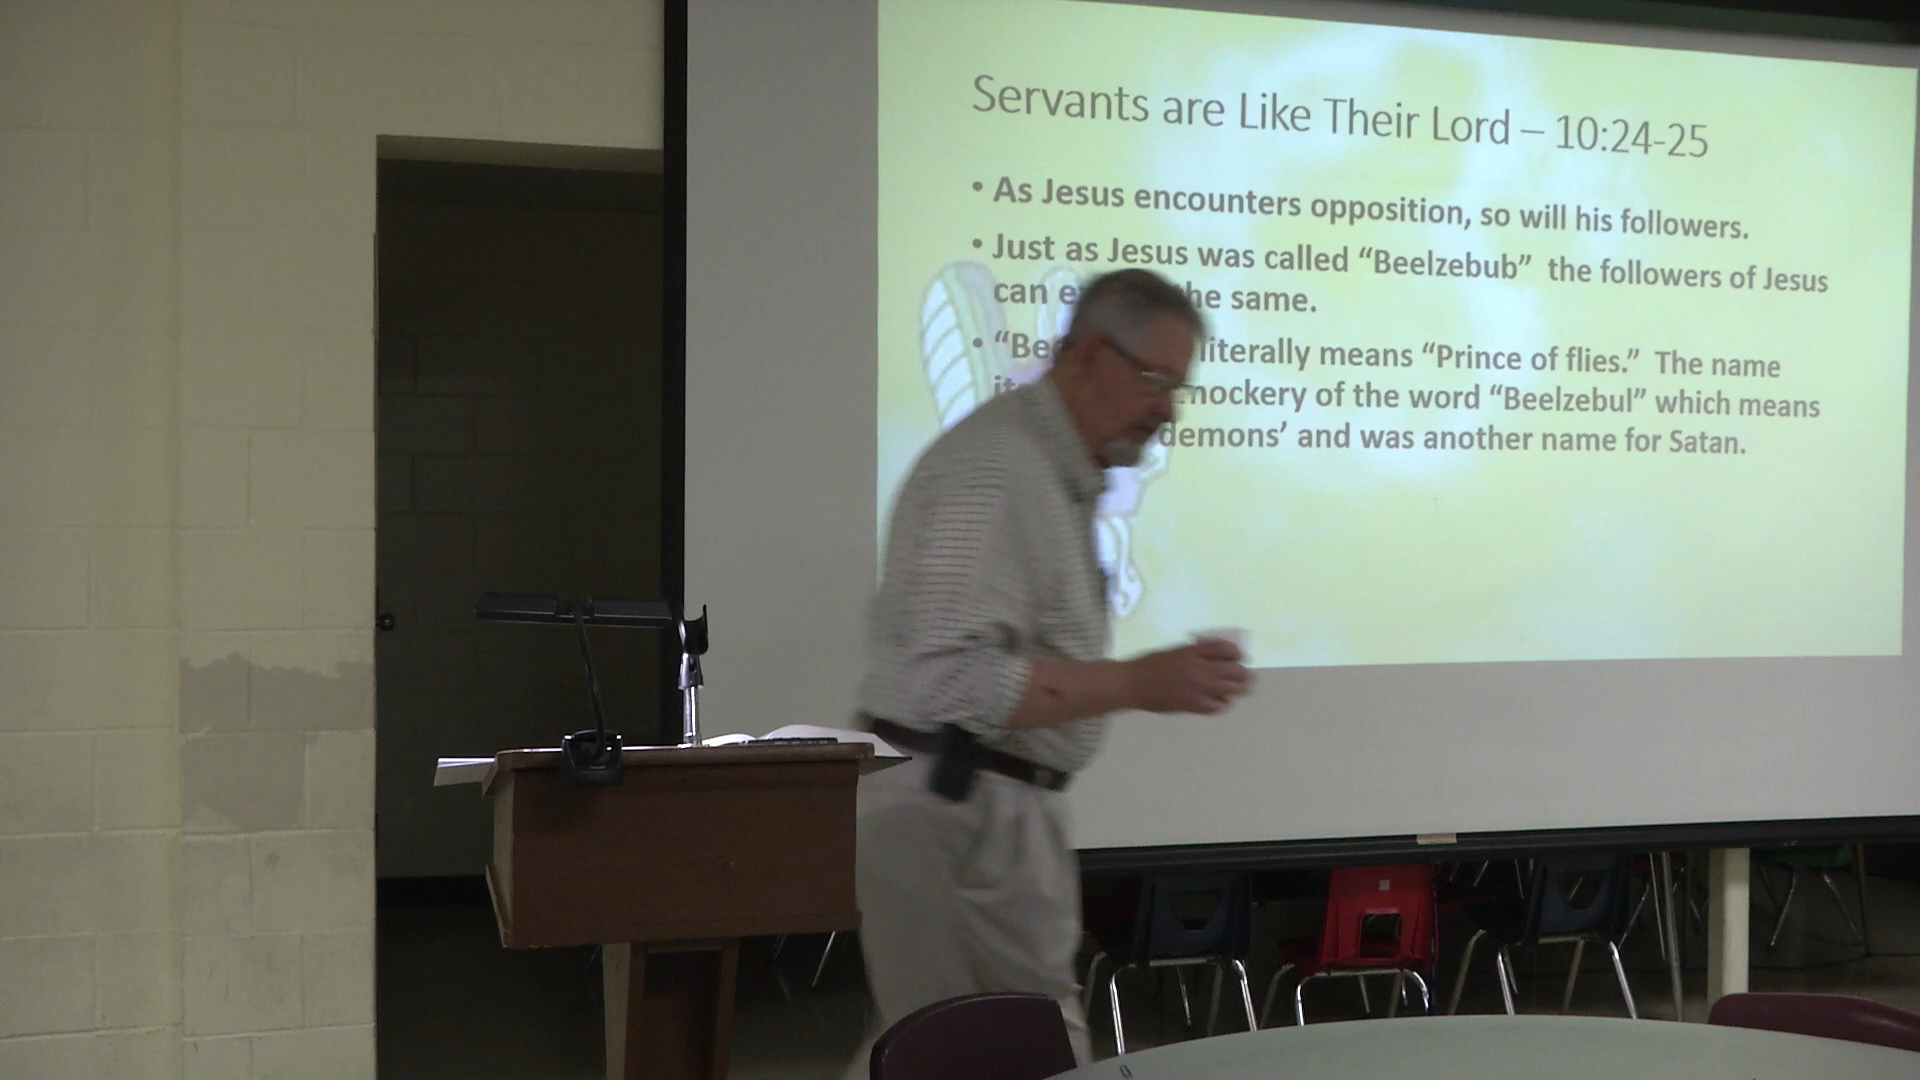 Servants are Like Their Lord – 10:24-25
• As Jesus encounters opposition, so will his followers.
• Just as Jesus was called “Beelzebub” the followers of Jesus
can the same.
• literally means “Prince of flies.” The name
mockery of the word “Beelzebul” which means
demons’ and was another name for Satan.